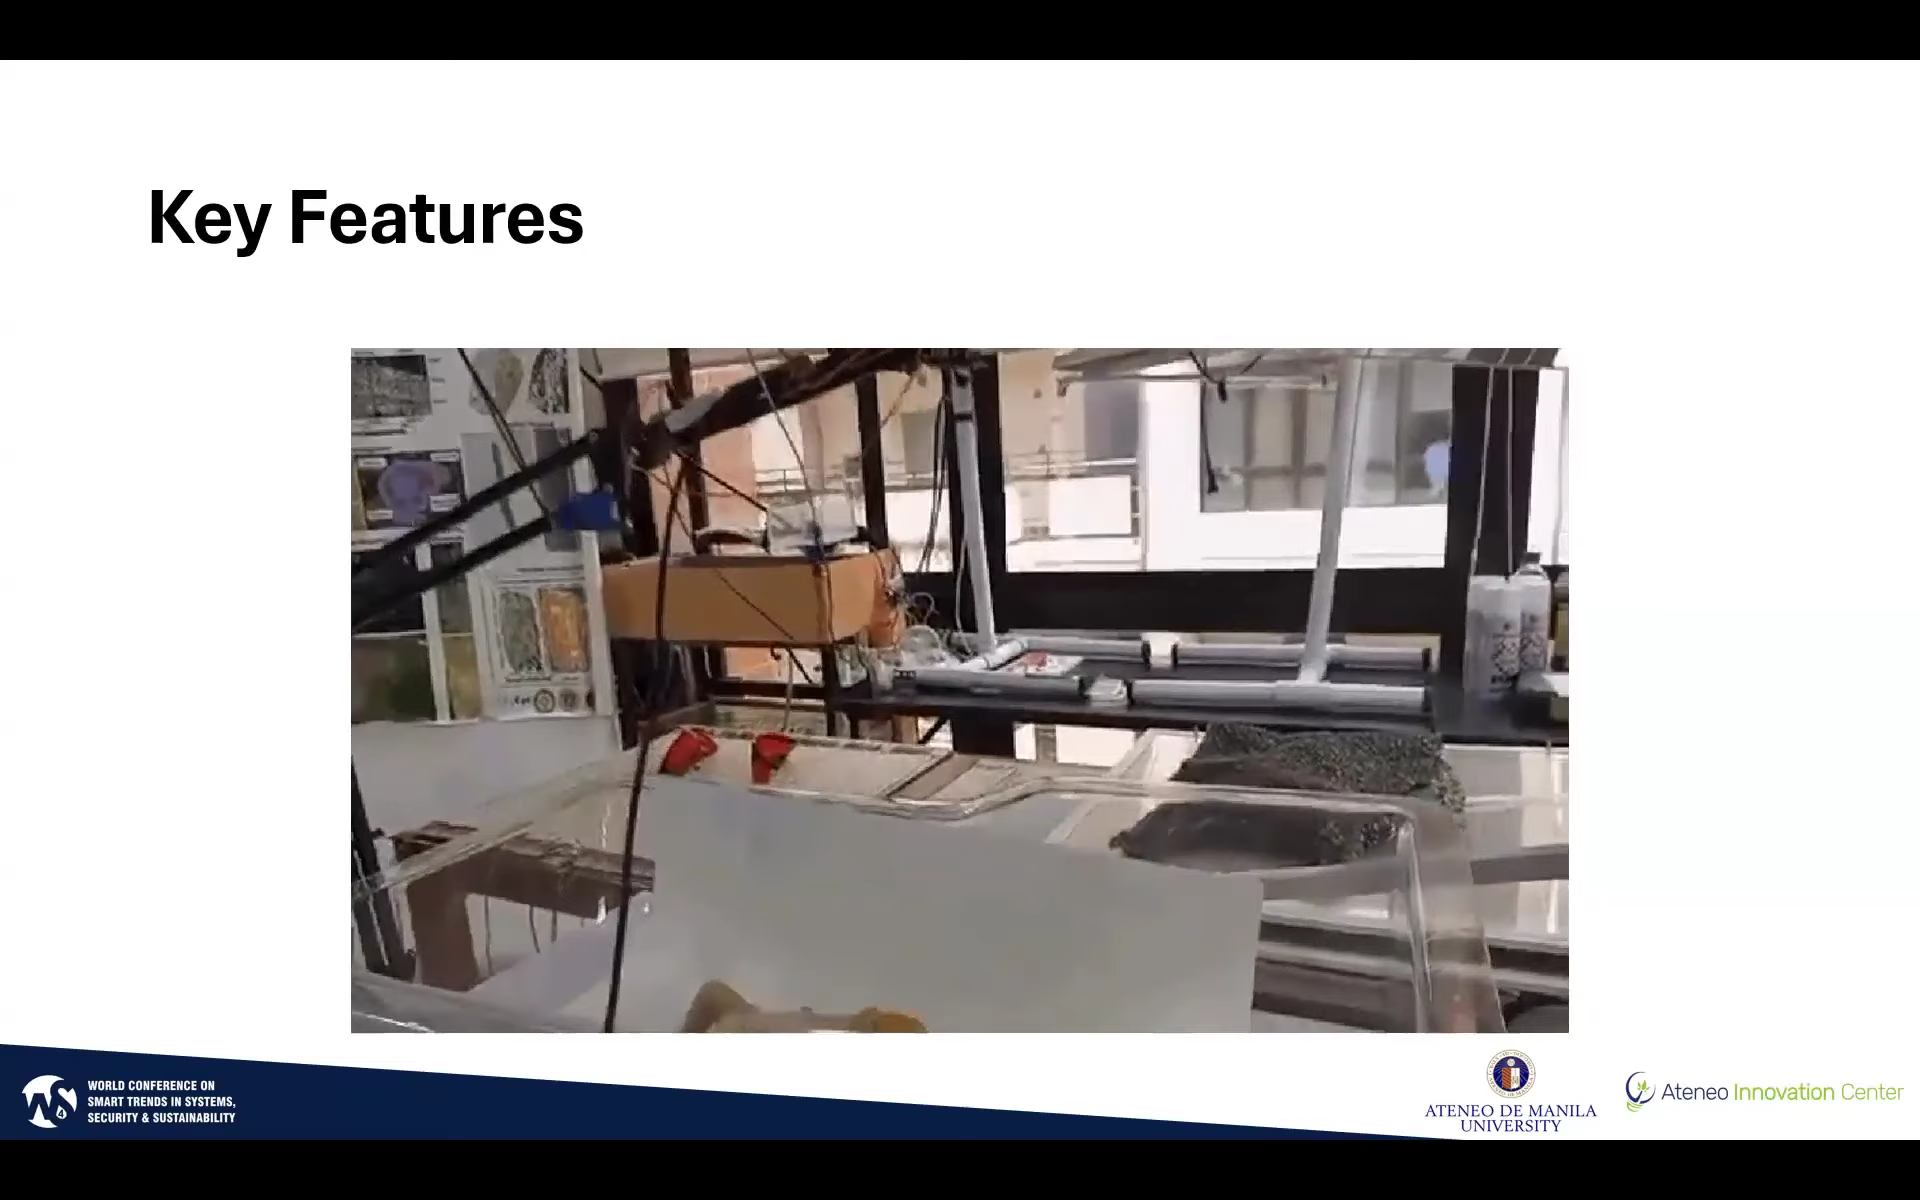 Key Features
WORLD CONFERENCE ON
SMART TRENDS IN SYSTEMS,
SECURITY & SUSTAINABILITY
ATENEO DE MANILA
UNIVERSITY
Ateneo Innovation Center